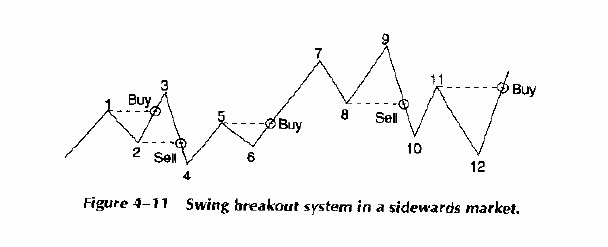 9
7
3
1
Buy
11
Buy
5
Buy
8
Sell
2
Sell
6
10
4
12
Figure 4–11 Swing breakout system in a sidewards market.